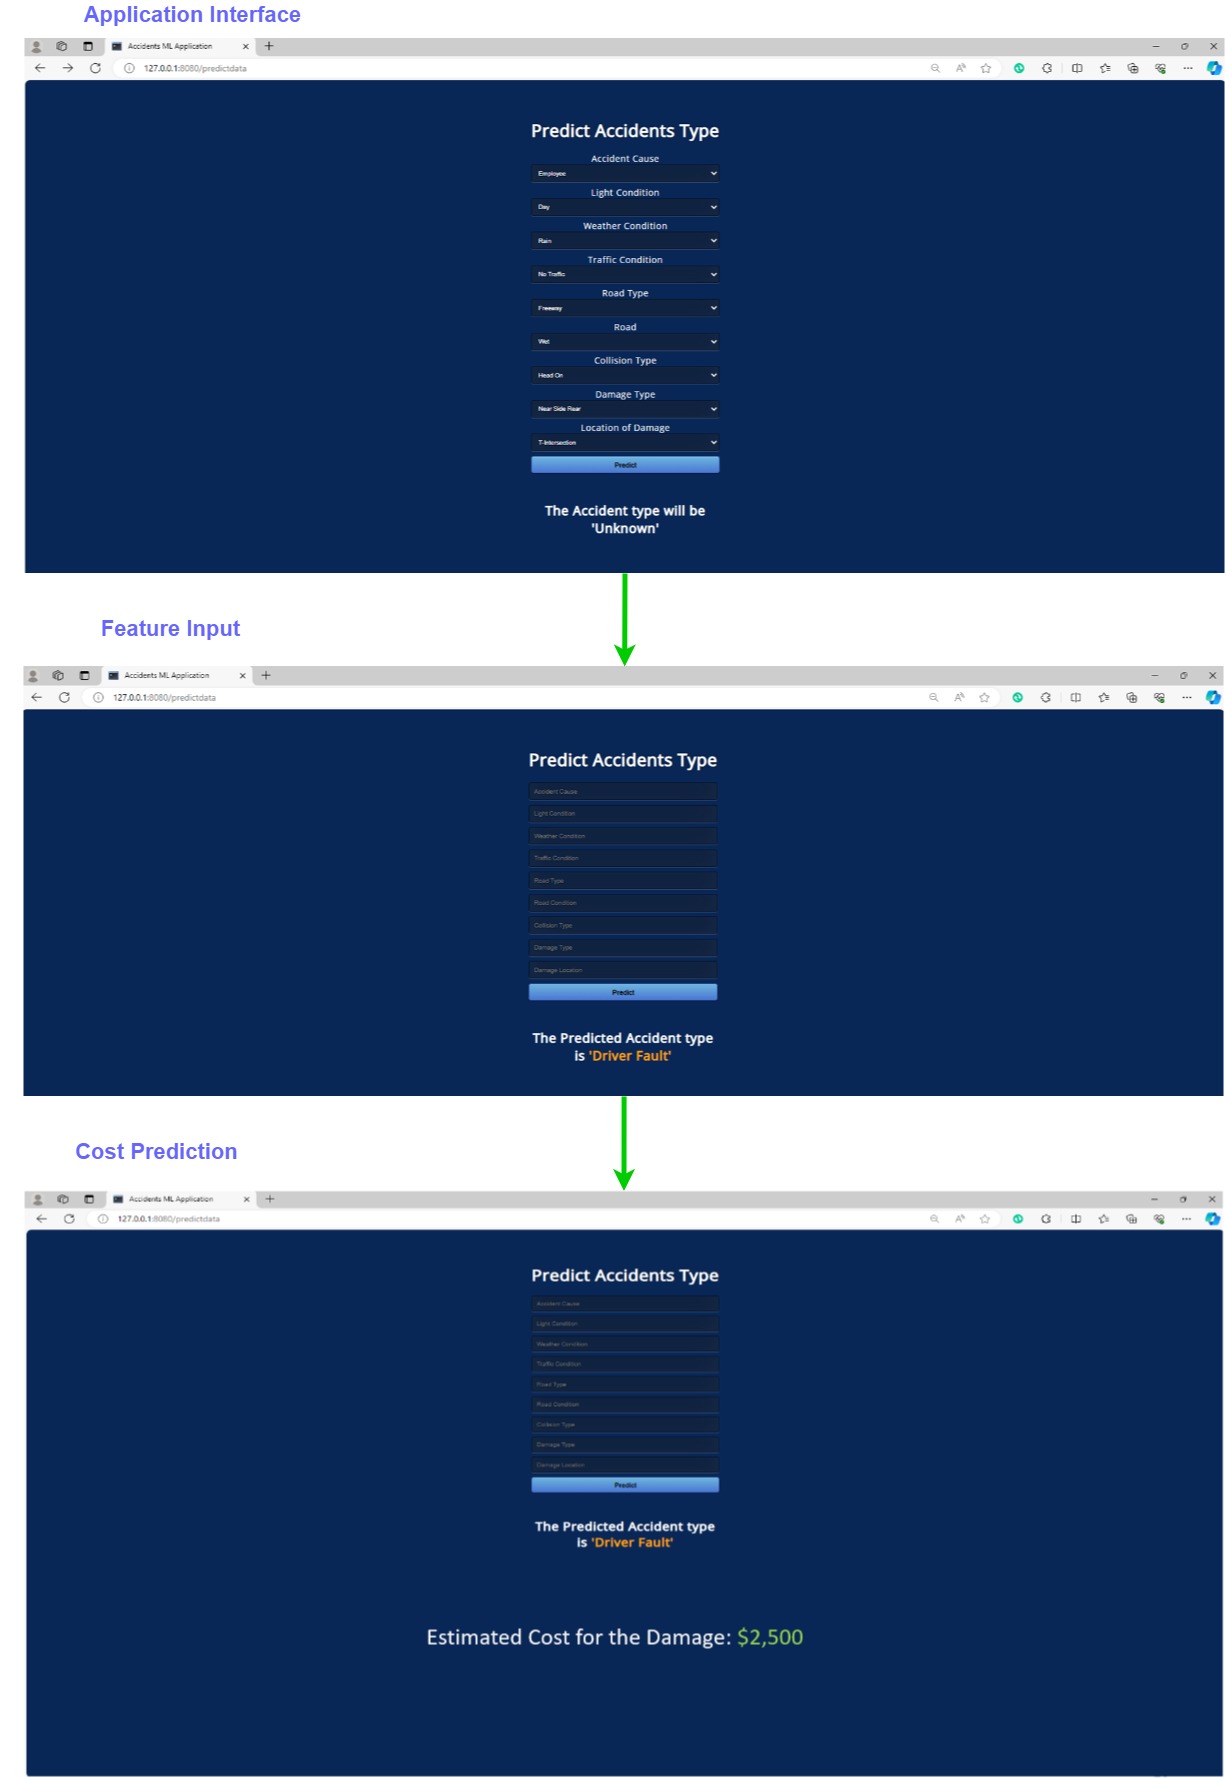 Application Interface
Accidents ML Application
127.0.0.1:8080/predictdata
Predict Accidents Type
Accident Cause
Employee
Light Condition
Day
Weather Condition
Rain
Traffic Condition
No Traffic
Road Type
Freeway
Road
Wet
Collision Type
Head On
Damage Type
Near Side Rear
Location of Damage
T-Intersection
Predict
The Accident type will be
'Unknown'
Feature Input
Accidents ML Application
127.0.0.1:8080/predictdata
Predict Accidents Type
Accident Cause
Light Condition
Weather Condition
Traffic Condition
Road Type
Road Condition
Collision Type
Damage Type
Damage Location
Predict
The Predicted Accident type
is 'Driver Fault'
Cost Prediction
Accidents ML Application
127.0.0.1:8080/predictdata
Predict Accidents Type
Accident Cause
Light Condition
Weather Condition
Traffic Condition
Road Type
Road Condition
Collision Type
Damage Type
Damage Location
Predict
The Predicted Accident type
is 'Driver Fault'
Estimated Cost for the Damage: $2,500